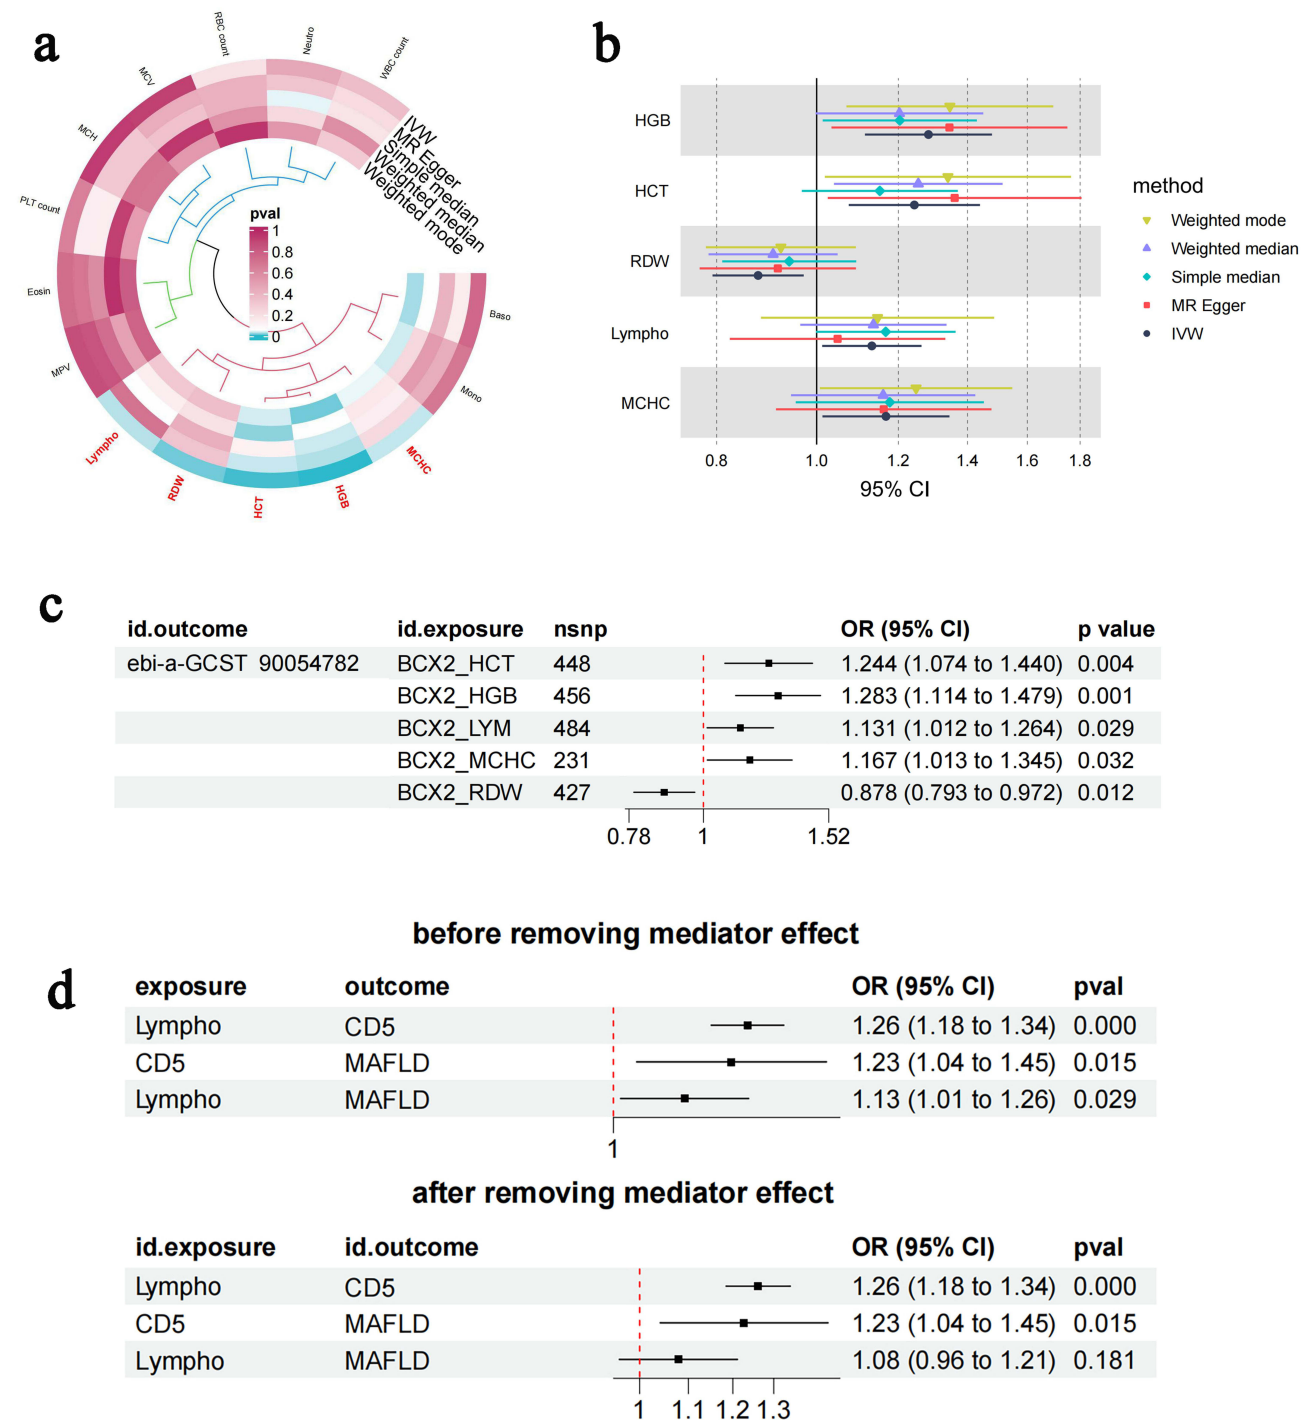 a
RBC count
Neutro
WBC count
MCV
MCH
PLT count
Eosin
MPV
Lympho
RDW
HCT
HGB
MCHC
Mono
Baso
IVW
MR Egger
Simple median
Weighted median
Weighted mode
pval
1
0.8
0.6
0.4
0.2
0
b
HGB
HCT
RDW
Lympho
MCHC
0.8 1.0 1.2 1.4 1.6 1.8
95% CI
method
Weighted mode
Weighted median
Simple median
MR Egger
IVW
c
id.outcome id.exposure nsnp OR (95% CI) p value
ebi-a-GCST 90054782 BCX2_HCT 448 1.244 (1.074 to 1.440) 0.004
BCX2_HGB 456 1.283 (1.114 to 1.479) 0.001
BCX2_LYM 484 1.131 (1.012 to 1.264) 0.029
BCX2_MCHC 231 1.167 (1.013 to 1.345) 0.032
BCX2_RDW 427 0.878 (0.793 to 0.972) 0.012
0.78 1 1.52
d
before removing mediator effect
exposure outcome OR (95% CI) pval
Lympho CD5 1.26 (1.18 to 1.34) 0.000
CD5 MAFLD 1.23 (1.04 to 1.45) 0.015
Lympho MAFLD 1.13 (1.01 to 1.26) 0.029
1
after removing mediator effect
id.exposure id.outcome OR (95% CI) pval
Lympho CD5 1.26 (1.18 to 1.34) 0.000
CD5 MAFLD 1.23 (1.04 to 1.45) 0.015
Lympho MAFLD 1.08 (0.96 to 1.21) 0.181
1 1.1 1.2 1.3